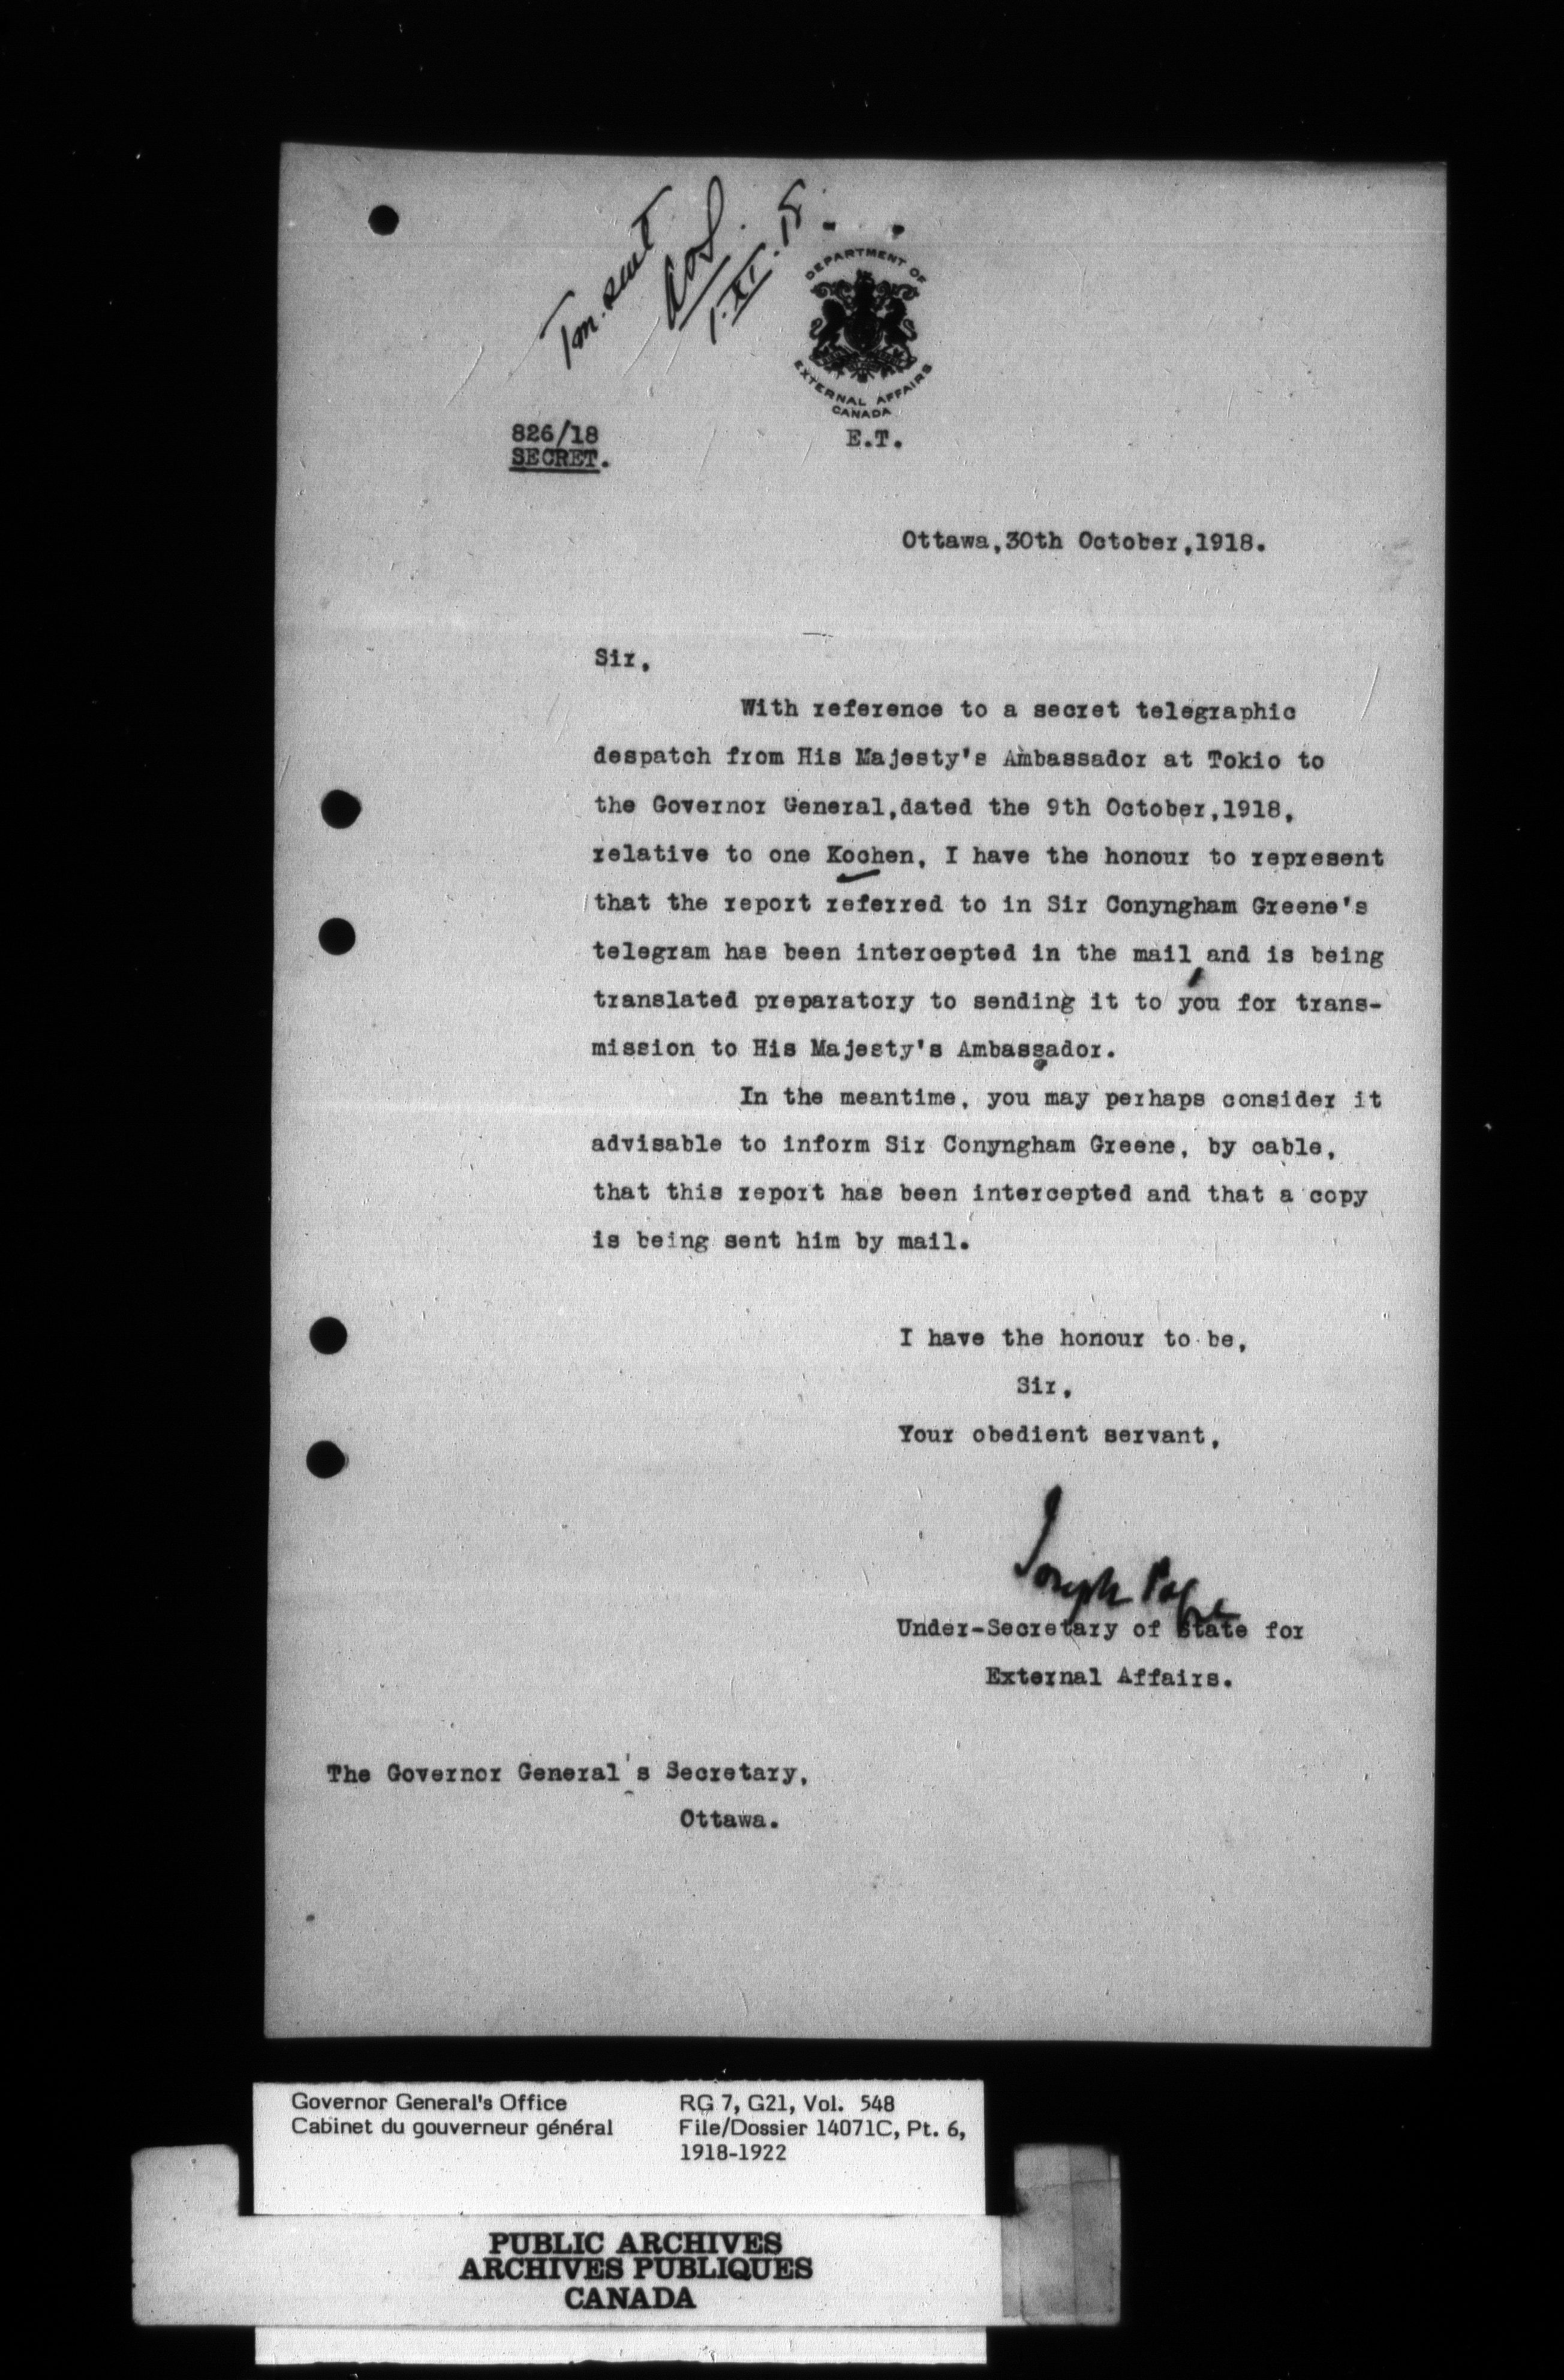 Tm. sent
1.XI.18.
DEPARTMENT OF
EXTERNAL AFFAIRS
CANADA
826/18
E.T.
SECRET.
Ottawa,30th October,1918.
Sir,
With reference to a secret telegraphic
despatch from His Majesty's Ambassador at Tokio to
the Governor General,dated the 9th October,1918,
relative to one Kochen, I have the honour to represent
that the report referred to in Sir Conyngham Greene's
telegram has been intercepted in the mail and is being
translated preparatory to sending it to you for trans-
mission to His Majesty's Ambassador.
In the meantime, you may perhaps consider it
advisable to inform Sir Conyngham Greene, by cable,
that this report has been intercepted and that a copy
is being sent him by mail.
I have the honour to be,
Sir,
Your obedient servant,
Joseph Pope
Under-Secretary of State for
External Affairs.
The Governor General's Secretary,
Ottawa.
Governor General's Office
Cabinet du gouverneur général
RG 7, G21, Vol. 548
File/Dossier 14071C, Pt. 6,
1918-1922
PUBLIC ARCHIVES
ARCHIVES PUBLIQUES
CANADA